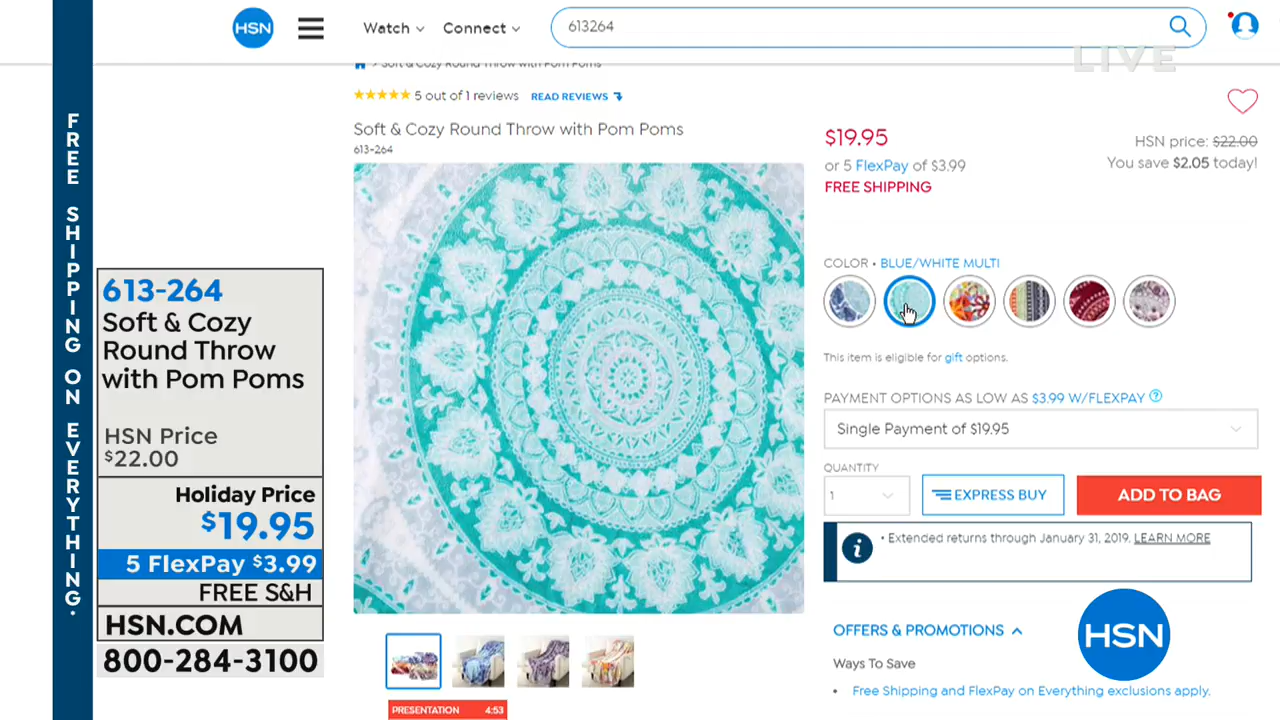 HSN
Watch
Connect
613264
LIVE
> Soft & Cozy Round Throw with Pom Poms
5 out of 1 reviews READ REVIEWS
Soft & Cozy Round Throw with Pom Poms
613-264
$19.95
HSN price: $22.00
or 5 FlexPay of $3.99
You save $2.05 today!
FREE SHIPPING
COLOR • BLUE/WHITE MULTI
This item is eligible for gift options.
PAYMENT OPTIONS AS LOW AS $3.99 W/FLEXPAY ?
Single Payment of $19.95
QUANTITY
1
EXPRESS BUY
ADD TO BAG
i
• Extended returns through January 31, 2019. LEARN MORE
OFFERS & PROMOTIONS
Ways To Save
• Free Shipping and FlexPay on Everything exclusions apply.
HSN
PRESENTATION 4:53
FREE SHIPPING ON EVERYTHING.
613-264
Soft & Cozy
Round Throw
with Pom Poms
HSN Price
$22.00
Holiday Price
$19.95
5 FlexPay $3.99
FREE S&H
HSN.COM
800-284-3100